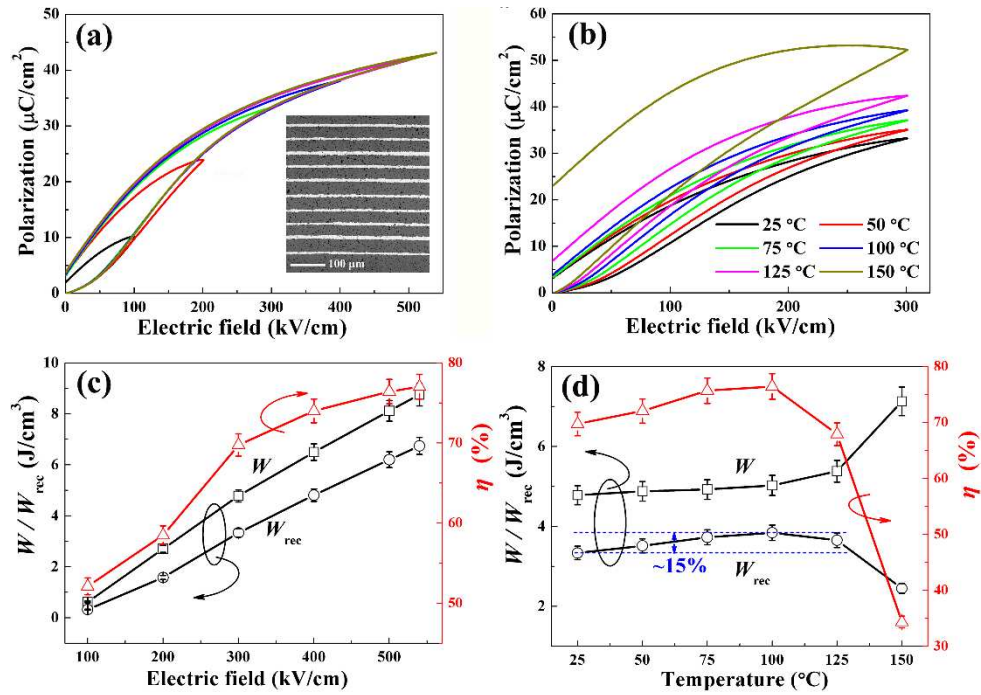 (a)
50
40
30
20
10
0
Polarization (μC/cm²)
0 100 200 300 400 500
Electric field (kV/cm)
100 μm
(b)
60
50
40
30
20
10
0
Polarization (μC/cm²)
25 °C 50 °C
75 °C 100 °C
125 °C 150 °C
0 100 200 300
Electric field (kV/cm)
(c)
10
8
6
4
2
0
W / Wrec (J/cm³)
W
Wrec
80
70
60
50
η (%)
100 200 300 400 500
Electric field (kV/cm)
(d)
8
7
6
4
2
W / Wrec (J/cm³)
W
~15%
Wrec
80
70
60
50
40
30
η (%)
25 50 75 100 125 150
Temperature (°C)